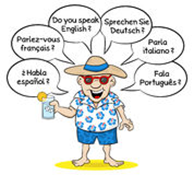 Do you speak
English ?
Sprechen Sie
Deutsch ?
Parlez-vous
français ?
Parla
italiano ?
¿ Habla
español ?
Fala
Português ?